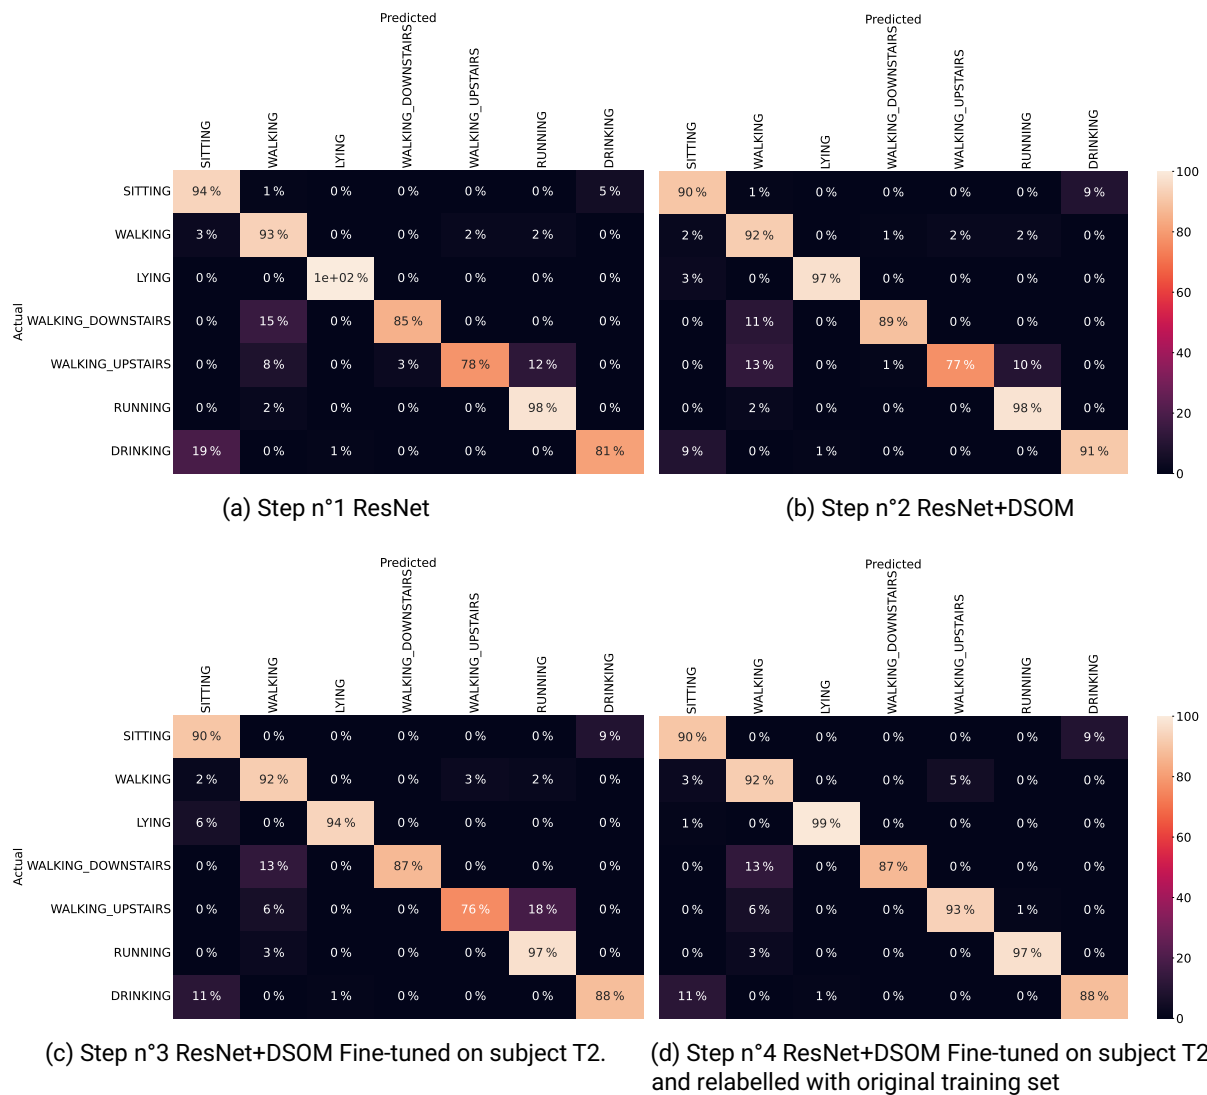 Predicted
SITTING WALKING LYING WALKING_DOWNSTAIRS WALKING_UPSTAIRS RUNNING DRINKING
Actual
SITTING 94 % 1 % 0 % 0 % 0 % 0 % 5 %
WALKING 3 % 93 % 0 % 0 % 2 % 2 % 0 %
LYING 0 % 0 % 1e+02 % 0 % 0 % 0 % 0 %
WALKING_DOWNSTAIRS 0 % 15 % 0 % 85 % 0 % 0 % 0 %
WALKING_UPSTAIRS 0 % 8 % 0 % 3 % 78 % 12 % 0 %
RUNNING 0 % 2 % 0 % 0 % 0 % 98 % 0 %
DRINKING 19 % 0 % 1 % 0 % 0 % 0 % 81 %
(a) Step n°1 ResNet
Predicted
SITTING WALKING LYING WALKING_DOWNSTAIRS WALKING_UPSTAIRS RUNNING DRINKING
90 % 1 % 0 % 0 % 0 % 0 % 9 %
2 % 92 % 0 % 1 % 2 % 2 % 0 %
3 % 0 % 97 % 0 % 0 % 0 % 0 %
0 % 11 % 0 % 89 % 0 % 0 % 0 %
0 % 13 % 0 % 1 % 77 % 10 % 0 %
0 % 2 % 0 % 0 % 0 % 98 % 0 %
9 % 0 % 1 % 0 % 0 % 0 % 91 %
100
80
60
40
20
0
(b) Step n°2 ResNet+DSOM
Predicted
SITTING WALKING LYING WALKING_DOWNSTAIRS WALKING_UPSTAIRS RUNNING DRINKING
Actual
SITTING 90 % 0 % 0 % 0 % 0 % 0 % 9 %
WALKING 2 % 92 % 0 % 0 % 3 % 2 % 0 %
LYING 6 % 0 % 94 % 0 % 0 % 0 % 0 %
WALKING_DOWNSTAIRS 0 % 13 % 0 % 87 % 0 % 0 % 0 %
WALKING_UPSTAIRS 0 % 6 % 0 % 0 % 76 % 18 % 0 %
RUNNING 0 % 3 % 0 % 0 % 0 % 97 % 0 %
DRINKING 11 % 0 % 1 % 0 % 0 % 0 % 88 %
(c) Step n°3 ResNet+DSOM Fine-tuned on subject T2.
Predicted
SITTING WALKING LYING WALKING_DOWNSTAIRS WALKING_UPSTAIRS RUNNING DRINKING
90 % 0 % 0 % 0 % 0 % 0 % 9 %
3 % 92 % 0 % 0 % 5 % 0 % 0 %
1 % 0 % 99 % 0 % 0 % 0 % 0 %
0 % 13 % 0 % 87 % 0 % 0 % 0 %
0 % 6 % 0 % 0 % 93 % 1 % 0 %
0 % 3 % 0 % 0 % 0 % 97 % 0 %
11 % 0 % 1 % 0 % 0 % 0 % 88 %
100
80
60
40
20
0
(d) Step n°4 ResNet+DSOM Fine-tuned on subject T2
and relabelled with original training set